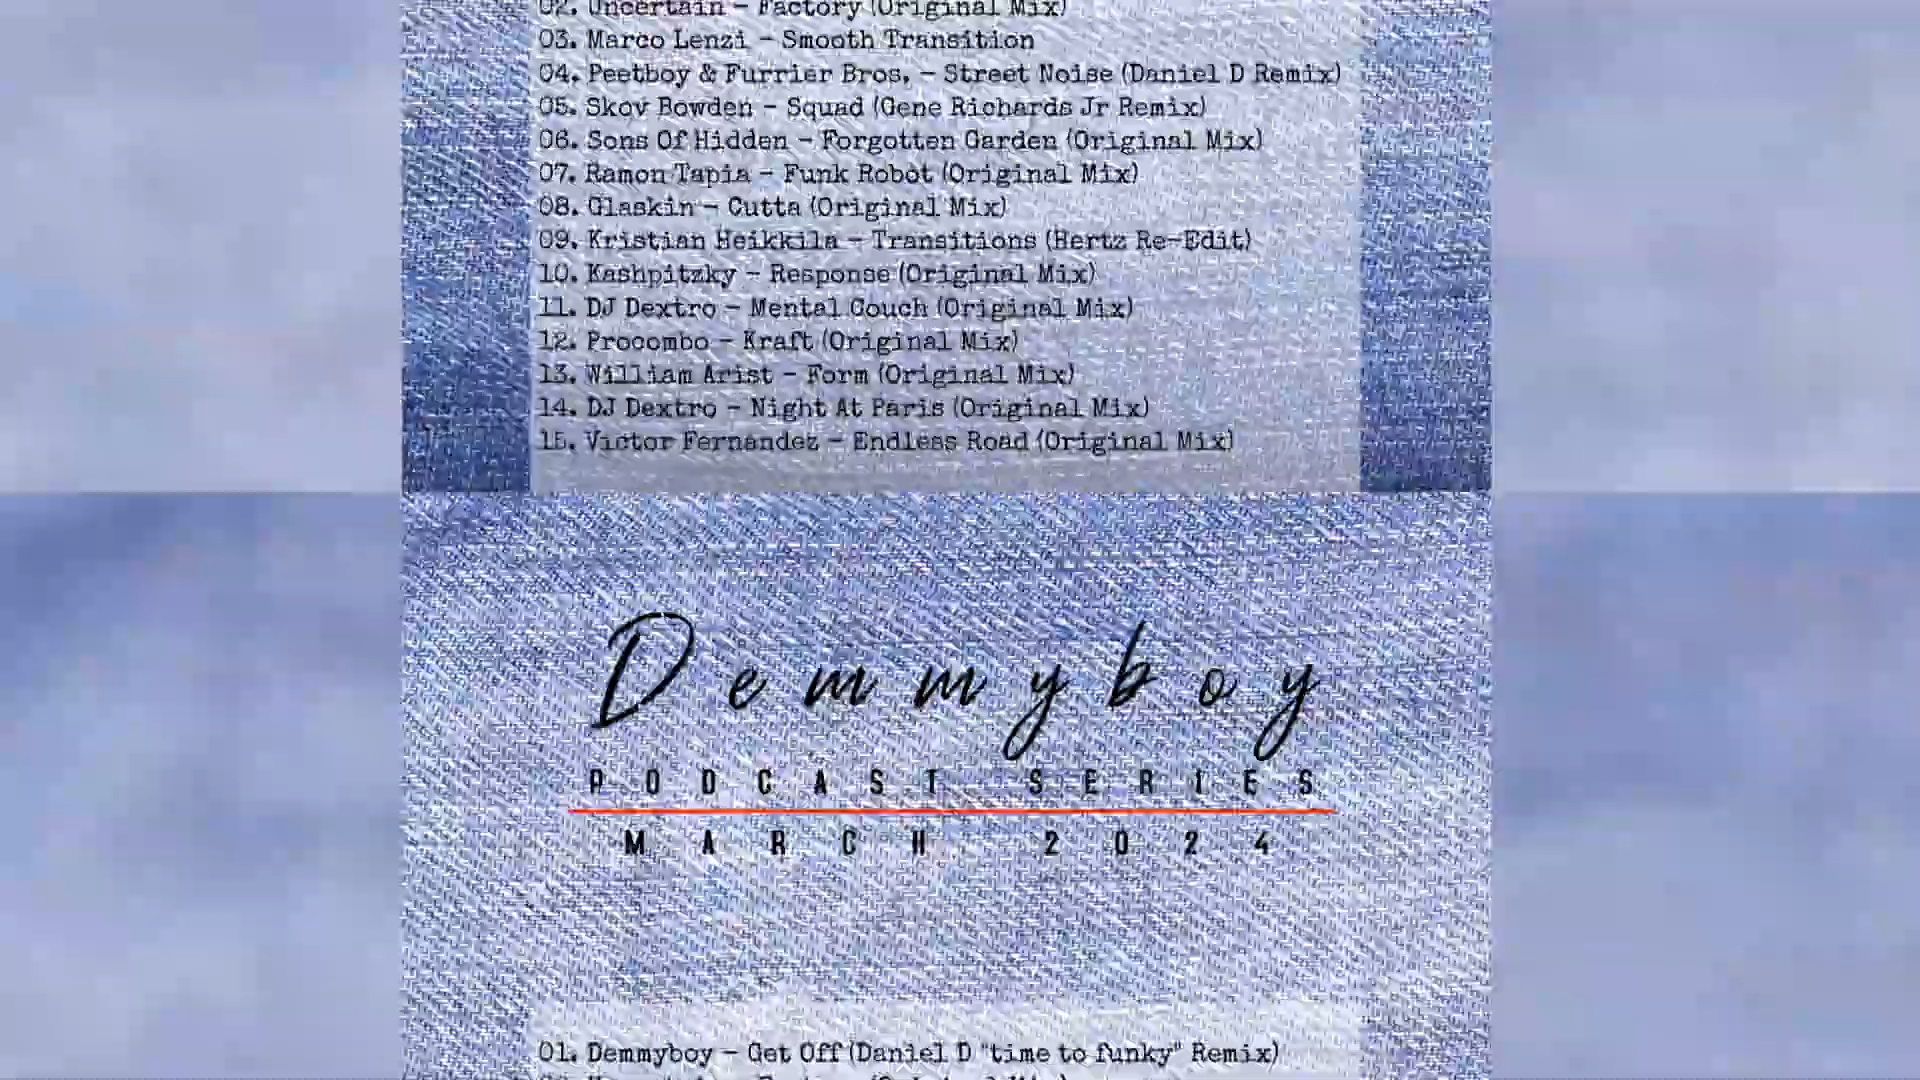 02. Uncertain - Factory (Original Mix)
03. Marco Lenzi - Smooth Transition
04. Peetboy & Furrier Bros. - Street Noise (Daniel D Remix)
05. Skov Bowden - Squad (Gene Richards Jr Remix)
06. Sons Of Hidden - Forgotten Garden (Original Mix)
07. Ramon Tapia - Funk Robot (Original Mix)
08. Glaskin - Cutta (Original Mix)
09. Kristian Heikkila - Transitions (Hertz Re-Edit)
10. Kashpitzky - Response (Original Mix)
11. DJ Dextro - Mental Couch (Original Mix)
12. Procombo - Kraft (Original Mix)
13. William Arist - Form (Original Mix)
14. DJ Dextro - Night At Paris (Original Mix)
15. Victor Fernandez - Endless Road (Original Mix)
Demmyboy
PODCAST SERIES
MARCH 2024
01. Demmyboy - Get Off (Daniel D "time to funky" Remix)